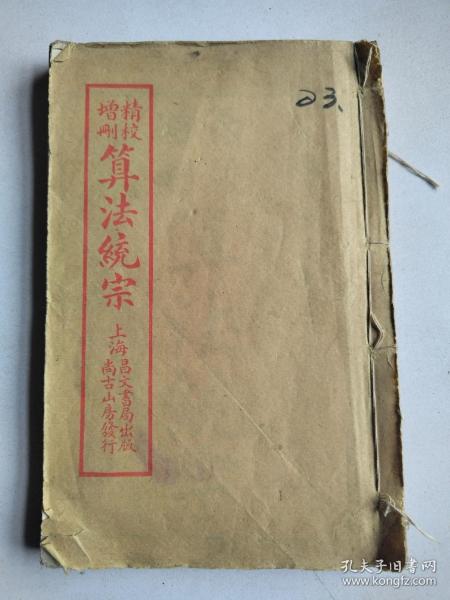 精校
增刪
算法統宗
上海
昌文書局出版
尚古山房發行
23.
孔夫子旧书网
www.kongfz.com